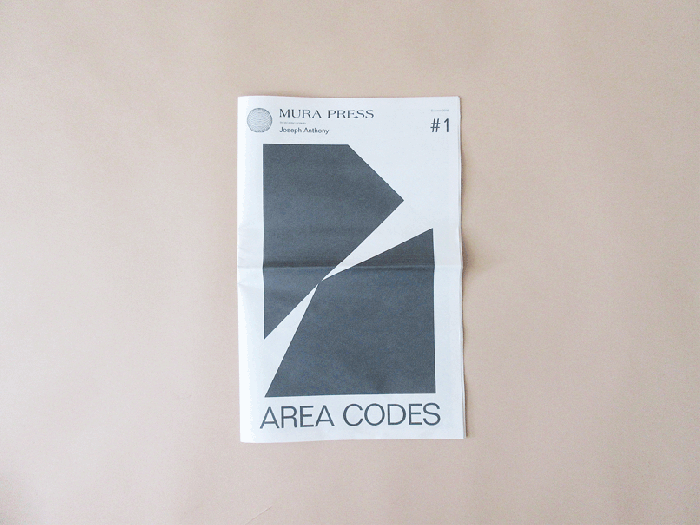 MURA PRESS
Joseph Anthony
#1
AREA CODES